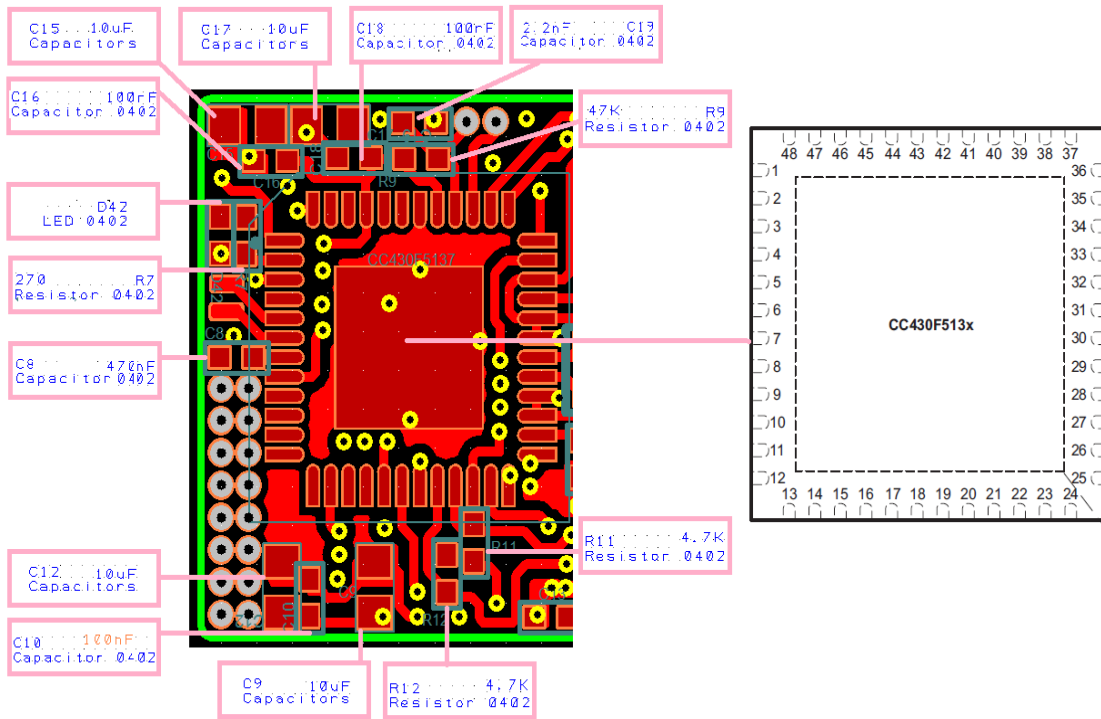 C15 10uF
Capacitors
C17 10uF
Capacitors
C18 100nF
Capacitor 0402
2.2nF C19
Capacitor 0402
C16 100nF
Capacitor 0402
47K R9
Resistor 0402
D42
LED 0402
270 R7
Resistor 0402
C8 470nF
Capacitor 0402
C12 10uF
Capacitors
C10 100nF
Capacitor 0402
C9 10uF
Capacitors
R12 4.7K
Resistor 0402
R11 4.7K
Resistor 0402
C16
C18
R9
D42
C8
CC430F5137
R11
R12
C9
C10
48 47 46 45 44 43 42 41 40 39 38 37
1 36
2 35
3 34
4 33
5 32
6 31
7 CC430F513x 30
8 29
9 28
10 27
11 26
12 25
13 14 15 16 17 18 19 20 21 22 23 24